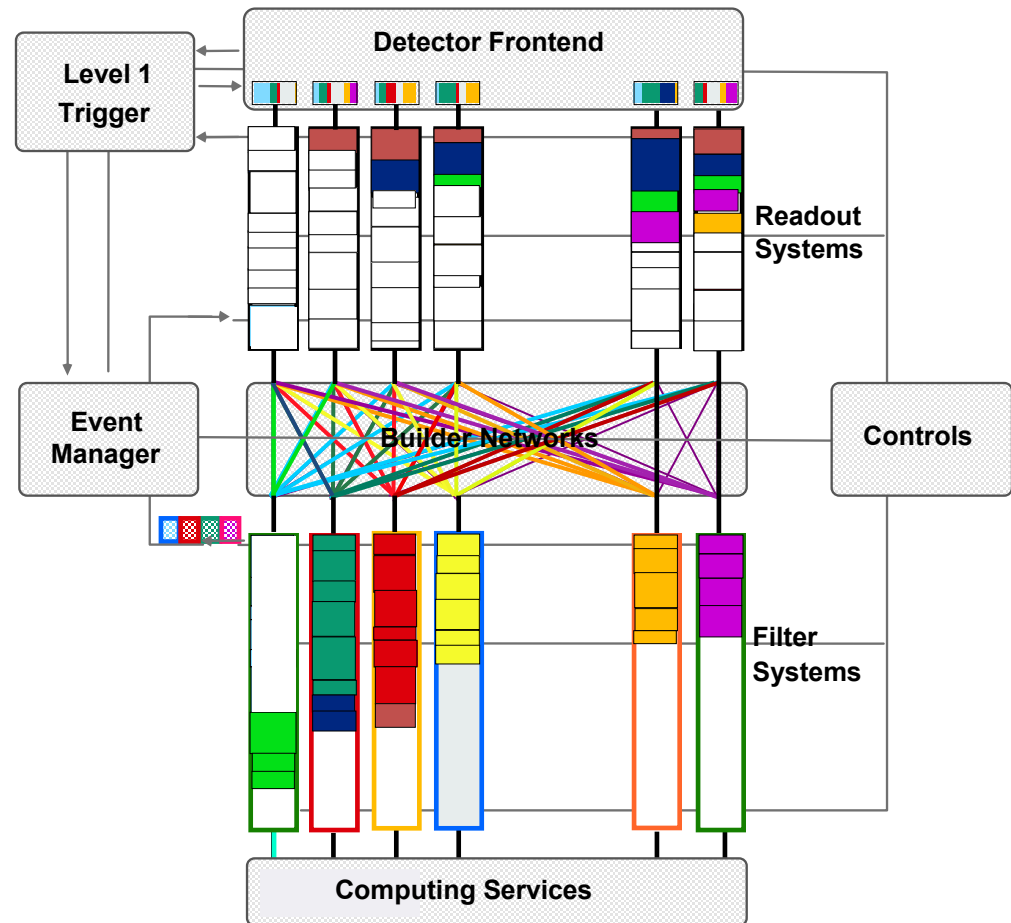 Detector Frontend
Level 1
Trigger
Readout
Systems
Event
Manager
Builder Networks
Controls
Filter
Systems
Computing Services